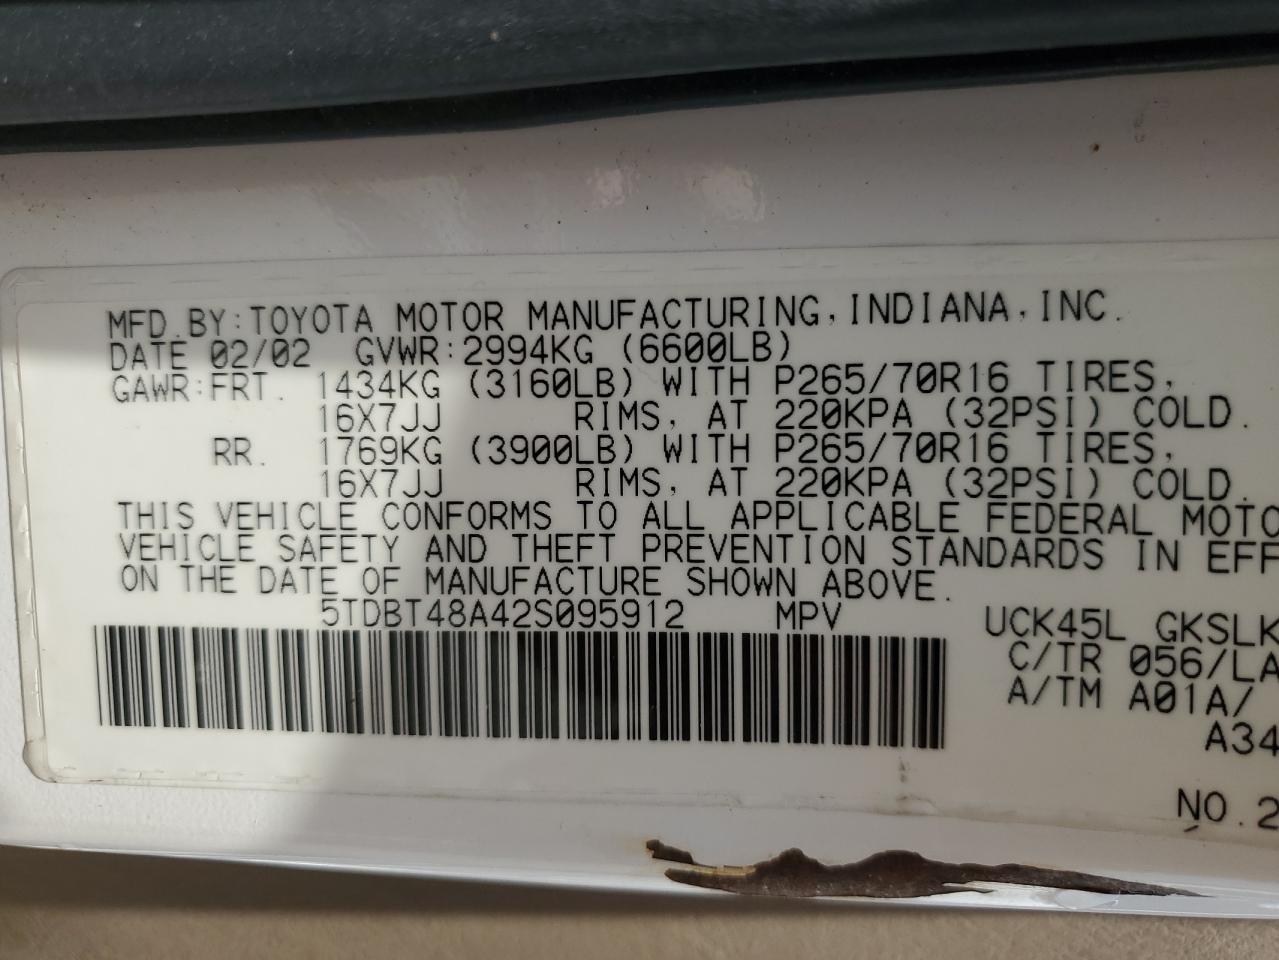 MFD.BY:TOYOTA MOTOR MANUFACTURING,INDIANA,INC.
DATE 02/02 GVWR:2994KG (6600LB)
GAWR:FRT. 1434KG (3160LB) WITH P265/70R16 TIRES,
16X7JJ RIMS, AT 220KPA (32PSI) COLD.
RR. 1769KG (3900LB) WITH P265/70R16 TIRES,
16X7JJ RIMS, AT 220KPA (32PSI) COLD.
THIS VEHICLE CONFORMS TO ALL APPLICABLE FEDERAL MOTO
VEHICLE SAFETY AND THEFT PREVENTION STANDARDS IN EFF
ON THE DATE OF MANUFACTURE SHOWN ABOVE.
5TDBT48A42S095912 MPV UCK45L GKSLK
C/TR 056/LA
A/TM A01A/
A34
NO.2